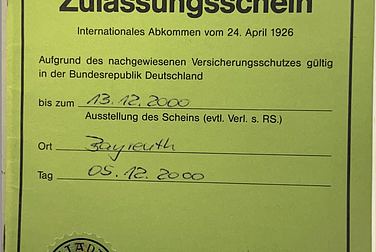 Zulassungsschein
Internationales Abkommen vom 24. April 1926
Aufgrund des nachgewiesenen Versicherungsschutzes gültig
in der Bundesrepublik Deutschland
bis zum 13.12.2000
Ausstellung des Scheins (evtl. Verl. s. RS.)
Ort Bayreuth
Tag 05.12.2000